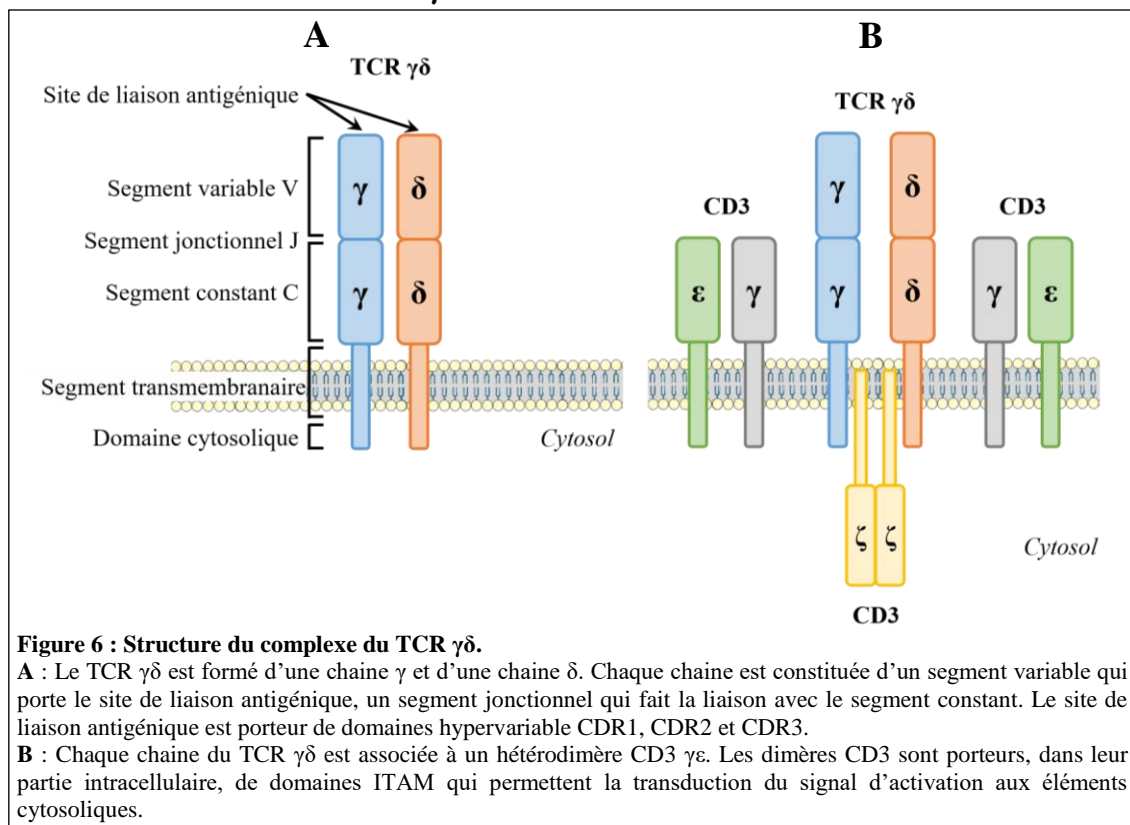 A
B
TCR γδ
Site de liaison antigénique
Segment variable V
Segment jonctionnel J
Segment constant C
Segment transmembranaire
Domaine cytosolique
γ
δ
γ
δ
Cytosol
TCR γδ
CD3
CD3
γ
δ
ε
γ
γ
δ
γ
ε
ζ
ζ
Cytosol
CD3
Figure 6 : Structure du complexe du TCR γδ.
A : Le TCR γδ est formé d’une chaine γ et d’une chaine δ. Chaque chaine est constituée d’un segment variable qui
porte le site de liaison antigénique, un segment jonctionnel qui fait la liaison avec le segment constant. Le site de
liaison antigénique est porteur de domaines hypervariable CDR1, CDR2 et CDR3.
B : Chaque chaine du TCR γδ est associée à un hétérodimère CD3 γε. Les dimères CD3 sont porteurs, dans leur
partie intracellulaire, de domaines ITAM qui permettent la transduction du signal d’activation aux éléments
cytosoliques.